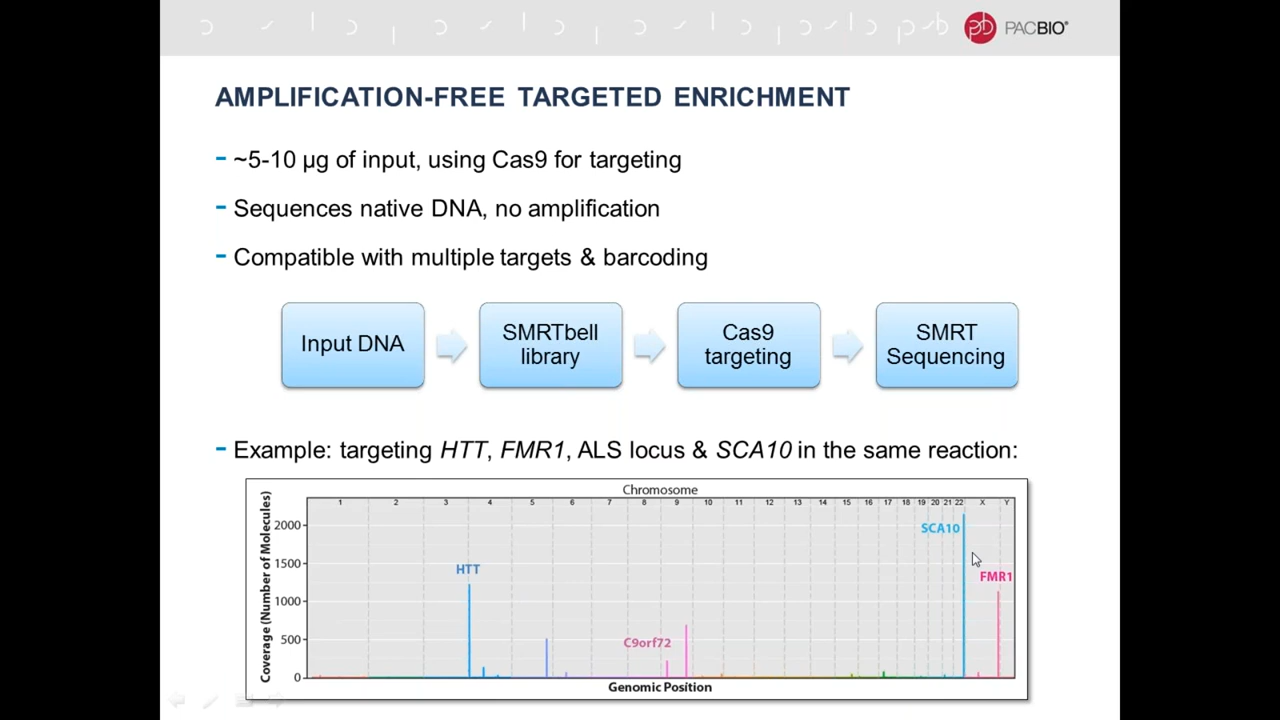 PACBIO®
AMPLIFICATION-FREE TARGETED ENRICHMENT
- ~5-10 µg of input, using Cas9 for targeting
- Sequences native DNA, no amplification
- Compatible with multiple targets & barcoding
Input DNA
SMRTbell
library
Cas9
targeting
SMRT
Sequencing
- Example: targeting HTT, FMR1, ALS locus & SCA10 in the same reaction:
Chromosome
1 2 3 4 5 6 7 8 9 10 11 12 13 14 15 16 17 18 19 20 21 22 X Y
Coverage (Number of Molecules)
2000
1500
1000
500
0
SCA10
HTT
FMR1
C9orf72
Genomic Position